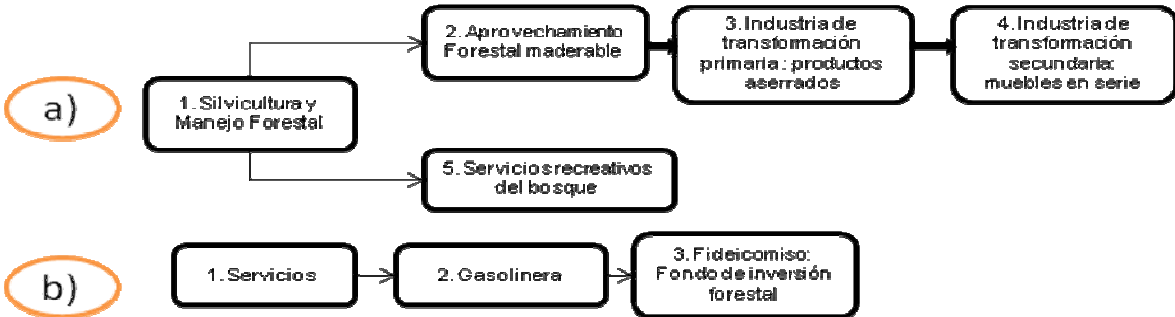 a)
1. Silvicultura y
Manejo Forestal
2. Aprovechamiento
Forestal maderable
3. Industria de
transformación
primaria: productos
aserrados
4. Industria de
transformación
secundaria:
muebles en serie
5. Servicios recreativos
del bosque
b)
1. Servicios
2. Gasolinera
3. Fideicomiso:
Fondo de inversión
forestal